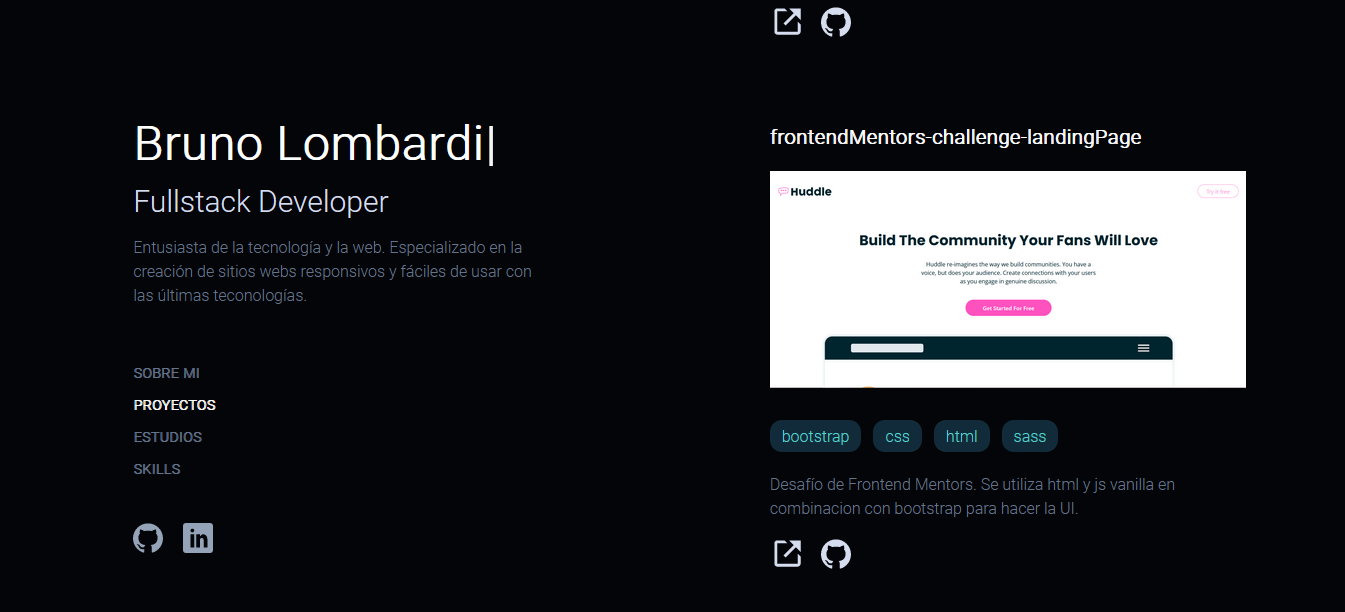 Bruno Lombardi|
Fullstack Developer
Entusiasta de la tecnología y la web. Especializado en la
creación de sitios webs responsivos y fáciles de usar con
las últimas teconologías.
SOBRE MI
PROYECTOS
ESTUDIOS
SKILLS
in
frontendMentors-challenge-landingPage
Huddle
Try it free
Build The Community Your Fans Will Love
Huddle re-imagines the way we build communities. You have a
voice, but does your audience. Create connections with your users
as you engage in genuine discussion.
Get Started For Free
bootstrap css html sass
Desafío de Frontend Mentors. Se utiliza html y js vanilla en
combinacion con bootstrap para hacer la UI.